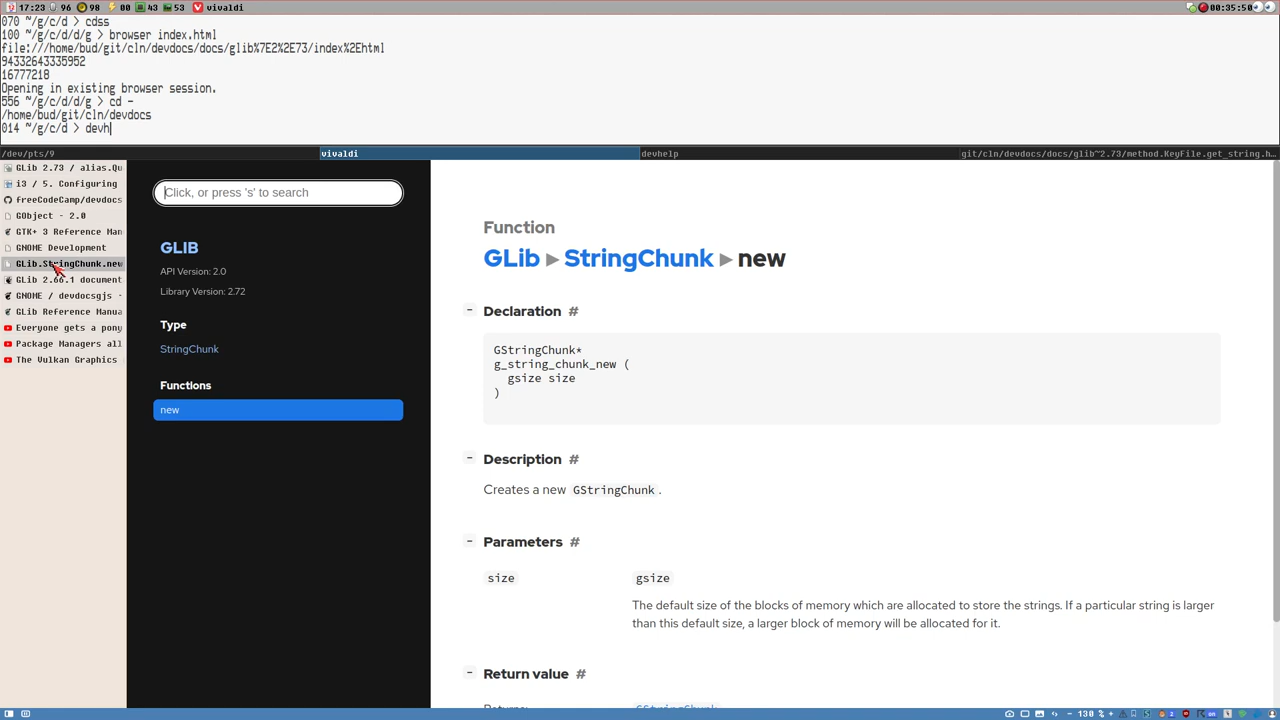 17:23 96 98 00 43 53 vivaldi 00:35:50
070 ~/g/c/d > cdss
100 ~/g/c/d/d/g > browser index.html
file:///home/bud/git/cln/devdocs/docs/glib%7E2%2E73/index%2Ehtml
94332643335952
16777218
Opening in existing browser session.
556 ~/g/c/d/d/g > cd -
/home/bud/git/cln/devdocs
014 ~/g/c/d > devh
/dev/pts/9 vivaldi devhelp git/cln/devdocs/docs/glib~2.73/method.KeyFile.get_string.h…
GLib 2.73 / alias.Qu
i3 / 5. Configuring
freeCodeCamp/devdocs
GObject - 2.0
GTK+ 3 Reference Man
GNOME Development
GLib.StringChunk.new
GLib 2.66.1 document
GNOME / devdocsgjs -
GLib Reference Manua
Everyone gets a pony
Package Managers all
The Vulkan Graphics
Click, or press 's' to search
GLIB
API Version: 2.0
Library Version: 2.72
Type
StringChunk
Functions
new
Function
GLib ▸ StringChunk ▸ new
− Declaration #
GStringChunk*
g_string_chunk_new (
gsize size
)
− Description #
Creates a new GStringChunk .
− Parameters #
size gsize
The default size of the blocks of memory which are allocated to store the strings. If a particular string is larger
than this default size, a larger block of memory will be allocated for it.
− Return value #
Returns: GStringChunk
− 130 % + 2 on